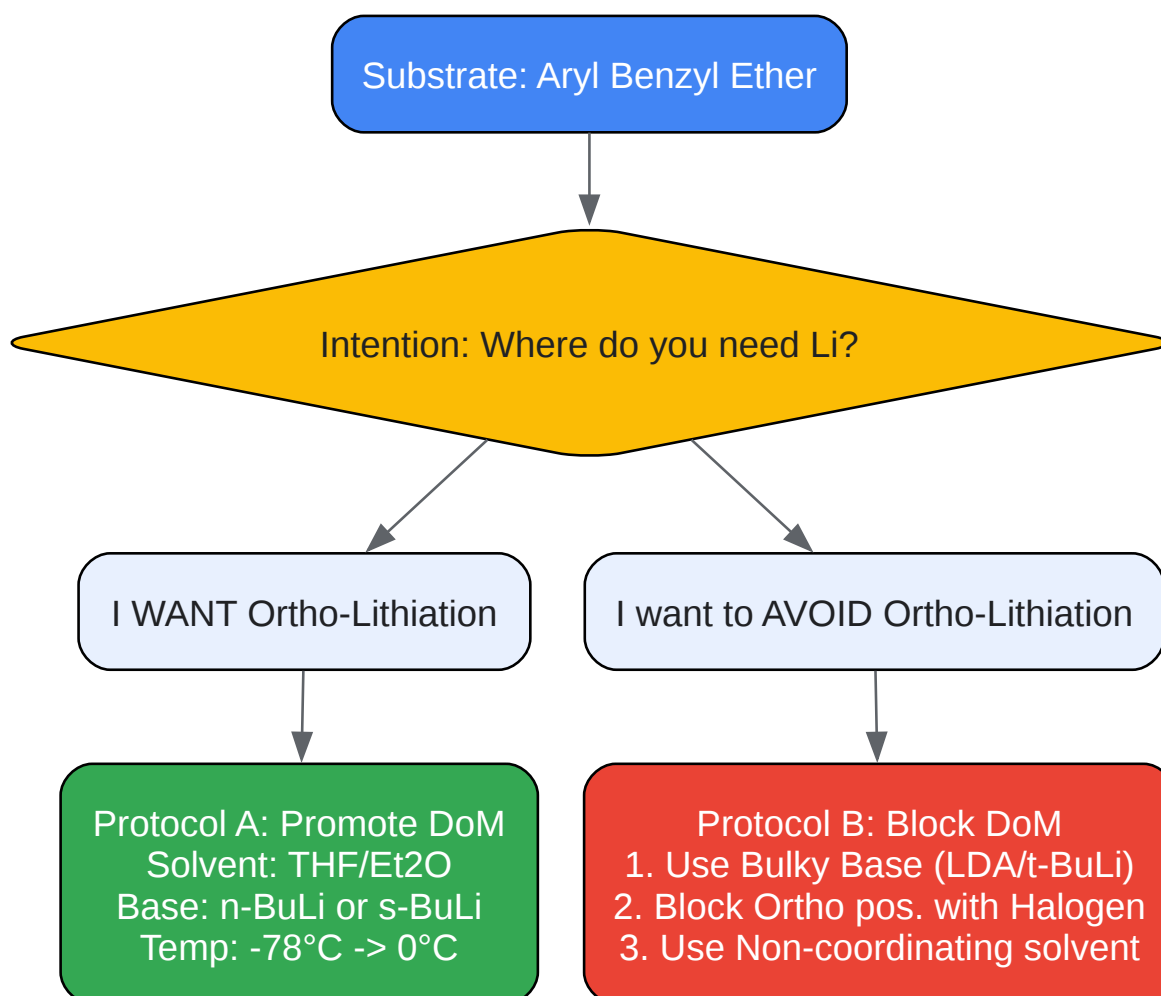 Substrate: Aryl Benzyl Ether
Intention: Where do you need Li?
I WANT Ortho-Lithiation
I want to AVOID Ortho-Lithiation
Protocol A: Promote DoM
Solvent: THF/Et2O
Base: n-BuLi or s-BuLi
Temp: -78°C -> 0°C
Protocol B: Block DoM
1. Use Bulky Base (LDA/t-BuLi)
2. Block Ortho pos. with Halogen
3. Use Non-coordinating solvent